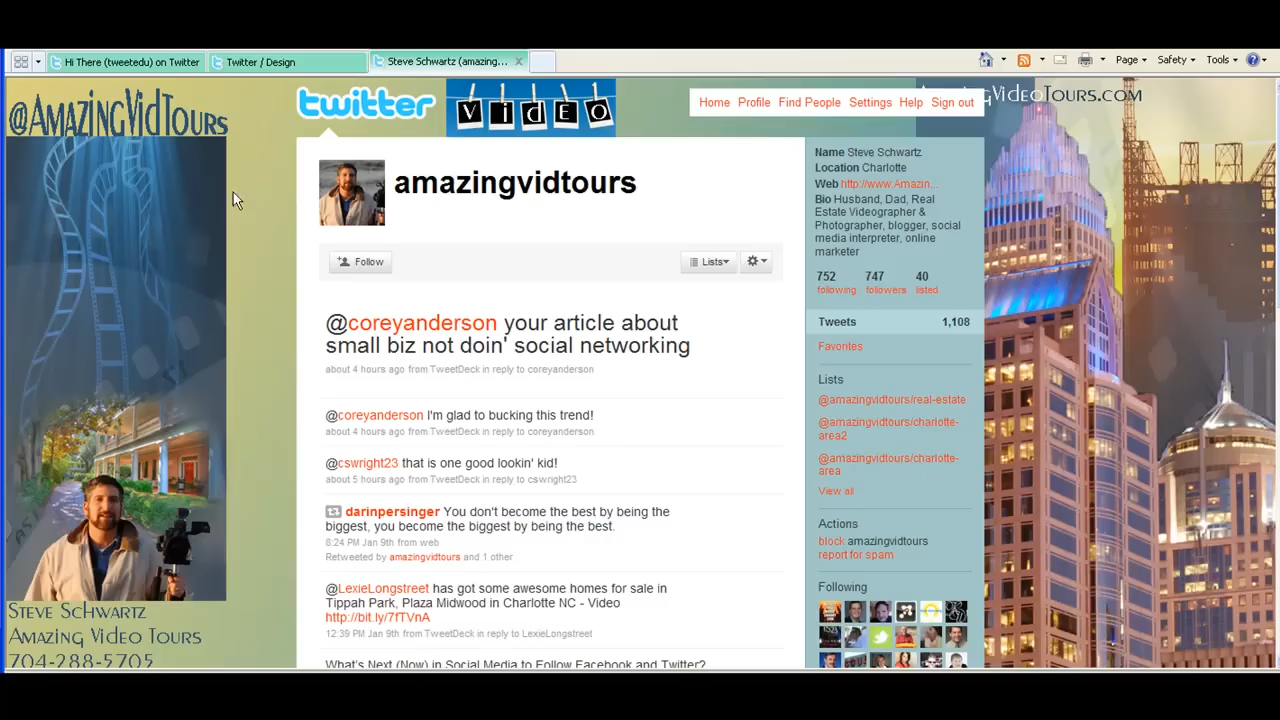 Hi There (tweetedu) on Twitter
Twitter / Design
Steve Schwartz (amazing...
Page
Safety
Tools
@AmazingVidTours
twitter
VIDEO
Home Profile Find People Settings Help Sign out
VideoTours.com
amazingvidtours
Follow
Lists
@coreyanderson your article about
small biz not doin' social networking
about 4 hours ago from TweetDeck in reply to coreyanderson
@coreyanderson I'm glad to bucking this trend!
about 4 hours ago from TweetDeck in reply to coreyanderson
@cswright23 that is one good lookin' kid!
about 5 hours ago from TweetDeck in reply to cswright23
darinpersinger You don't become the best by being the
biggest, you become the biggest by being the best.
8:24 PM Jan 9th from web
Retweeted by amazingvidtours and 1 other
@LexieLongstreet has got some awesome homes for sale in
Tippah Park, Plaza Midwood in Charlotte NC - Video
http://bit.ly/7fTVnA
12:39 PM Jan 9th from TweetDeck in reply to LexieLongstreet
What's Next (Now) in Social Media to Follow Facebook and Twitter?
Name Steve Schwartz
Location Charlotte
Web http://www.Amazin...
Bio Husband, Dad, Real
Estate Videographer &
Photographer, blogger, social
media interpreter, online
marketer
752 747 40
following followers listed
Tweets 1,108
Favorites
Lists
@amazingvidtours/real-estate
@amazingvidtours/charlotte-
area2
@amazingvidtours/charlotte-
area
View all
Actions
block amazingvidtours
report for spam
Following
Steve Schwartz
Amazing Video Tours
704-288-5705